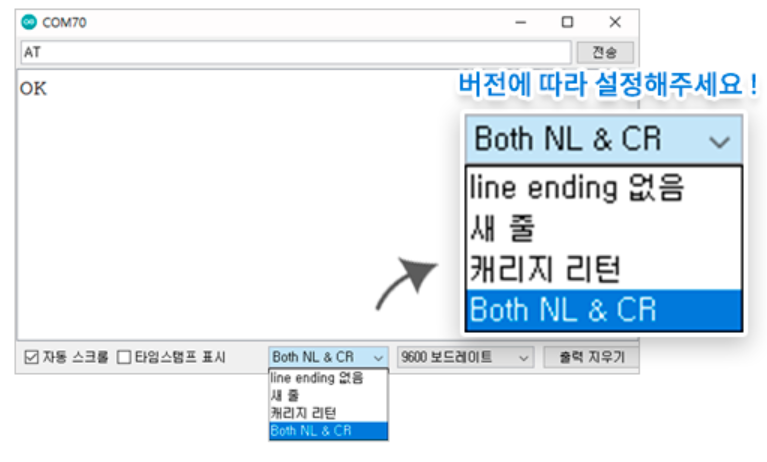 COM70
AT
전송
OK
버전에 따라 설정해주세요 !
Both NL & CR
line ending 없음
새 줄
캐리지 리턴
Both NL & CR
자동 스크롤 타임스탬프 표시 Both NL & CR 9600 보드레이트 출력 지우기
line ending 없음
새 줄
캐리지 리턴
Both NL & CR